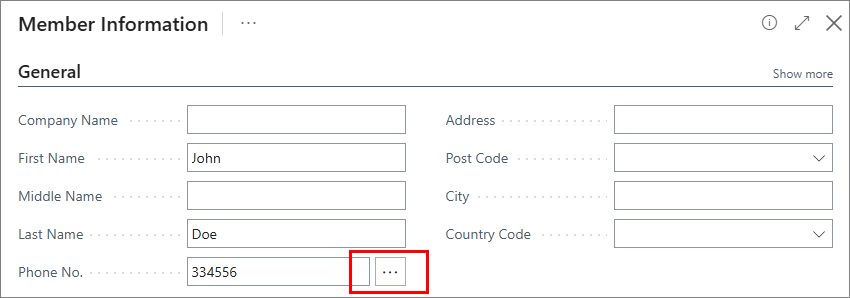 Member Information ...
General Show more
Company Name
First Name John
Middle Name
Last Name Doe
Phone No. 334556 ...
Address
Post Code
City
Country Code